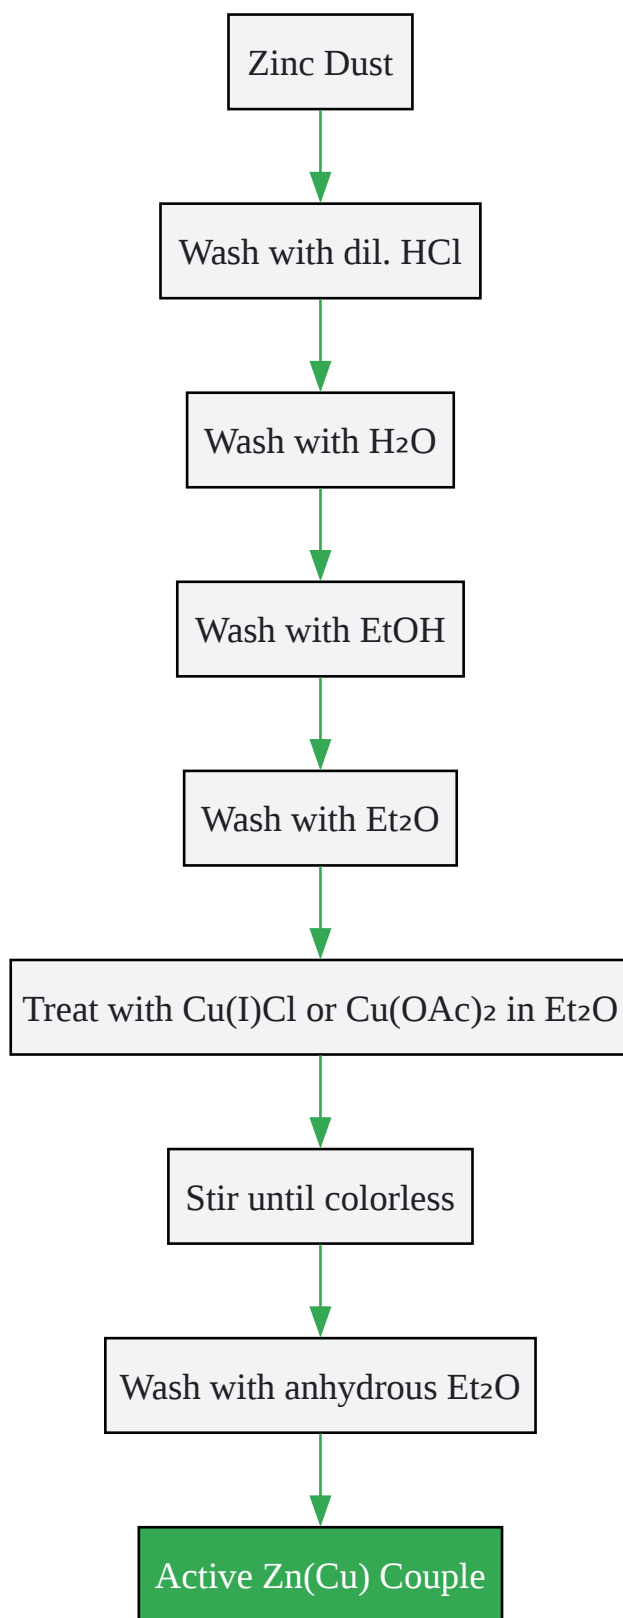 Zinc Dust
Wash with dil. HCl
Wash with H₂O
Wash with EtOH
Wash with Et₂O
Treat with Cu(I)Cl or Cu(OAc)₂ in Et₂O
Stir until colorless
Wash with anhydrous Et₂O
Active Zn(Cu) Couple